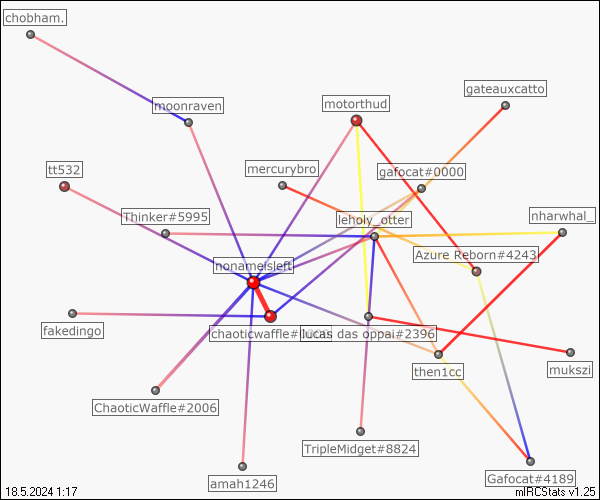 chobham.
gateauxcatto
moonraven
motorthud
tt532
mercurybro
gafocat#0000
Thinker#5995
leholy_otter
nharwhal_
Azure Reborn#4243
nonameisleft
fakedingo
chaoticwaffle#
lucas das oppai#2396
then1cc
mukszi
ChaoticWaffle#2006
TripleMidget#8824
amah1246
Gafocat#4189
18.5.2024 1:17
mIRCStats v1.25